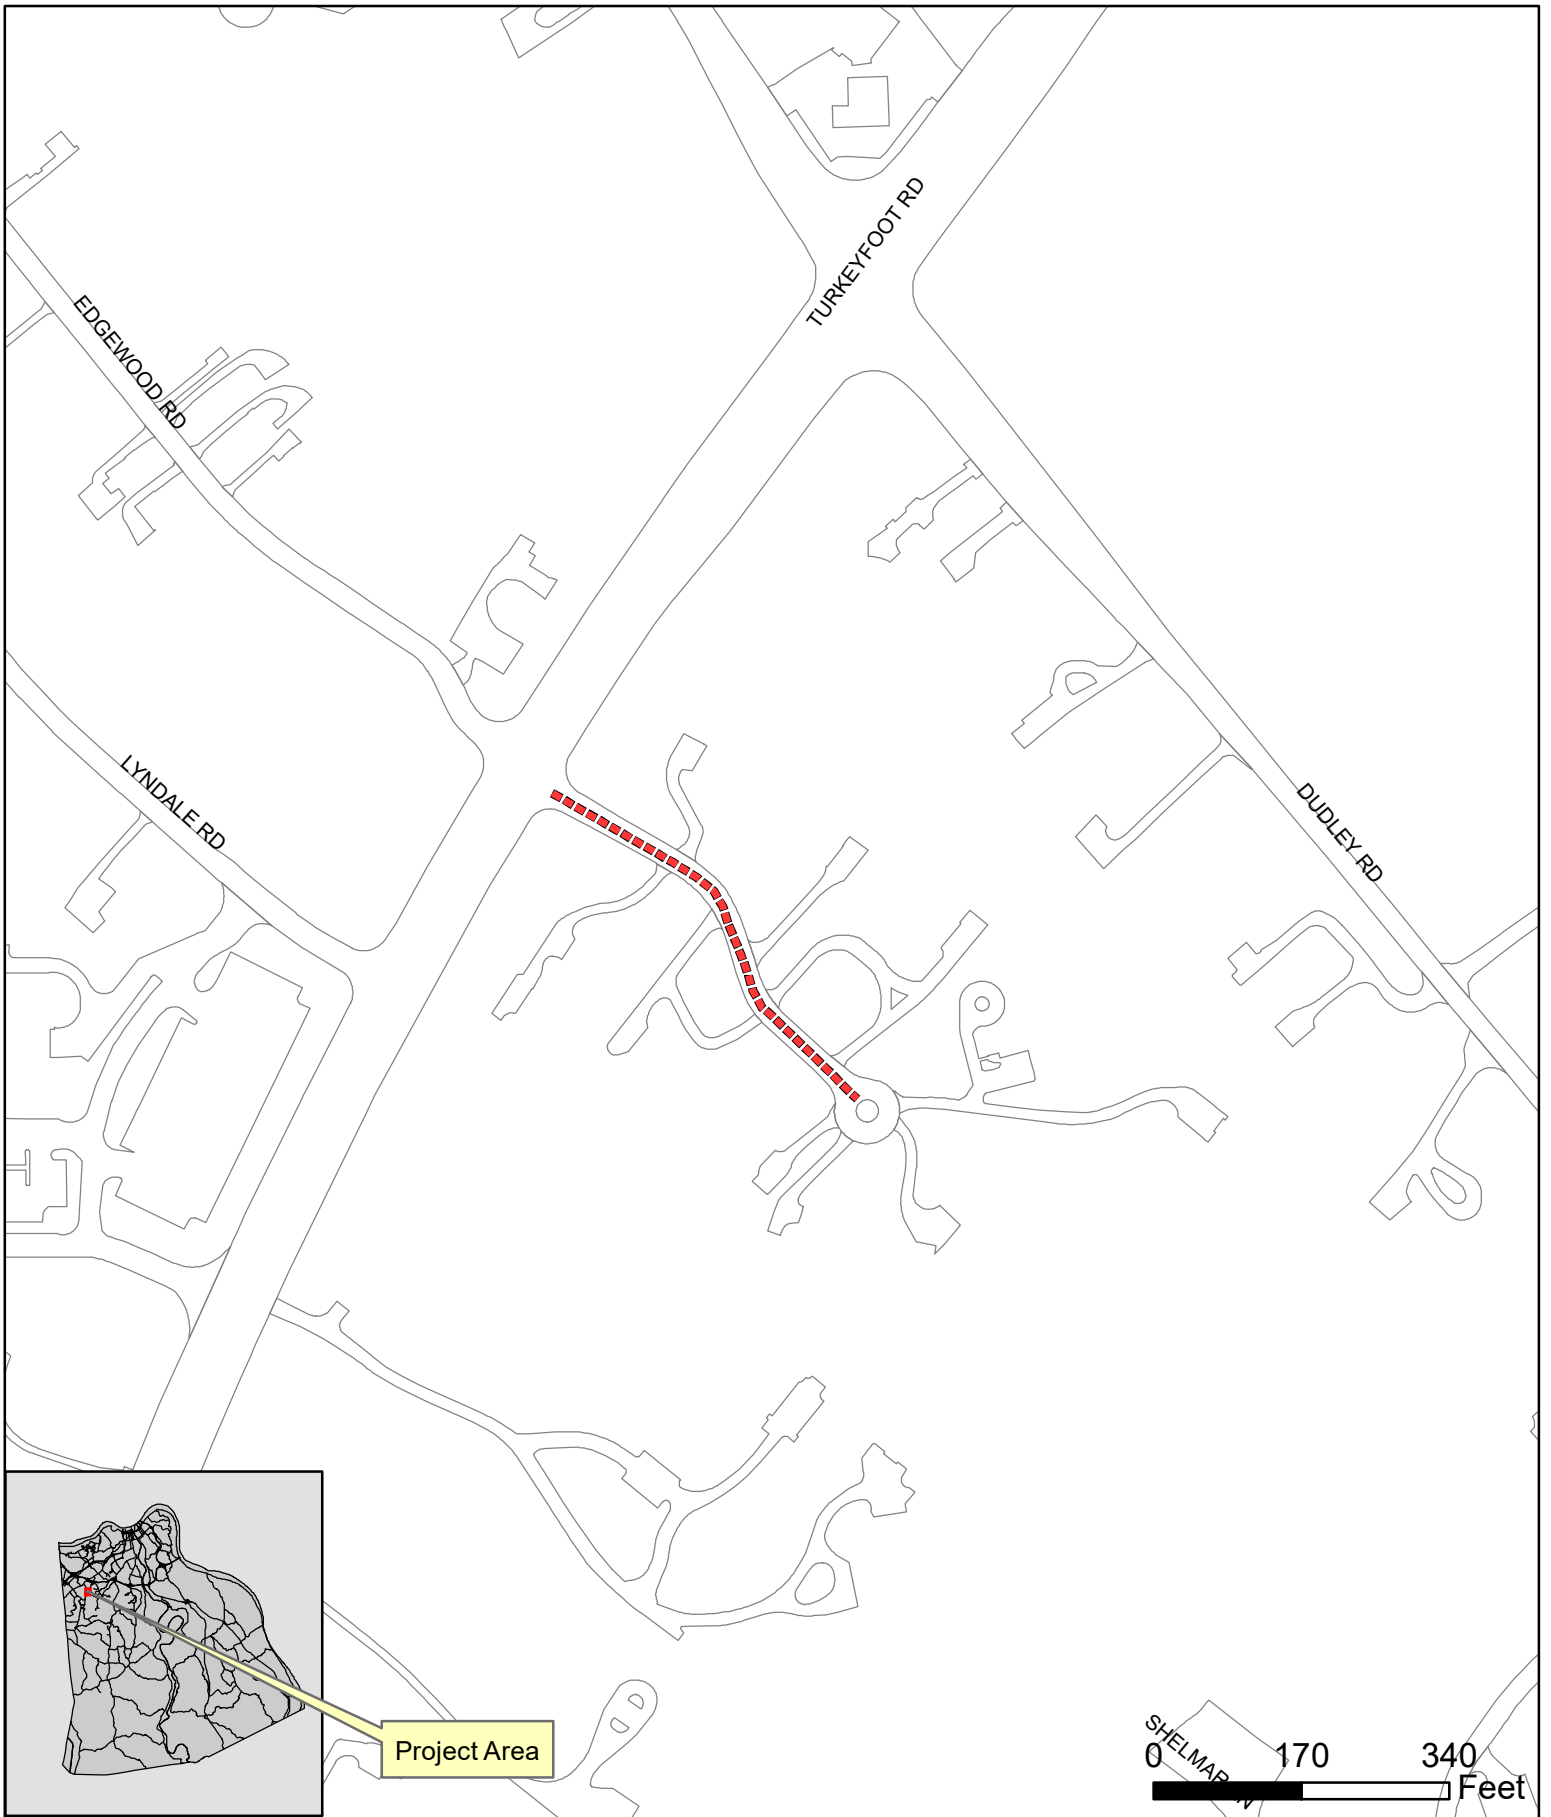 TURKEYFOOT RD
EDGEWOOD RD
LYNDALE RD
DUDLEY RD
Project Area
0 170 340
Feet